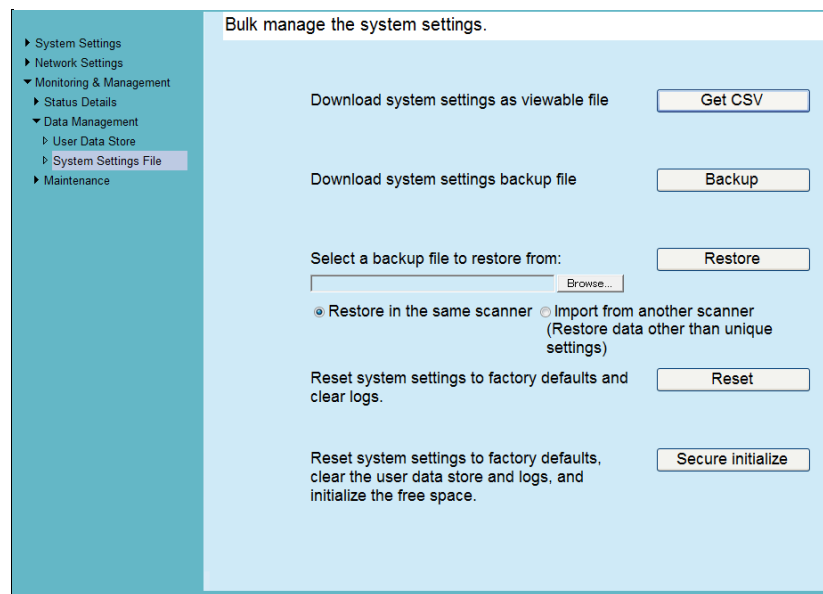 Bulk manage the system settings.
System Settings
Network Settings
Monitoring & Management
Status Details
Data Management
User Data Store
System Settings File
Maintenance
Download system settings as viewable file
Get CSV
Download system settings backup file
Backup
Select a backup file to restore from:
Restore
Browse...
Restore in the same scanner
Import from another scanner
(Restore data other than unique
settings)
Reset system settings to factory defaults and
clear logs.
Reset
Reset system settings to factory defaults,
clear the user data store and logs, and
initialize the free space.
Secure initialize